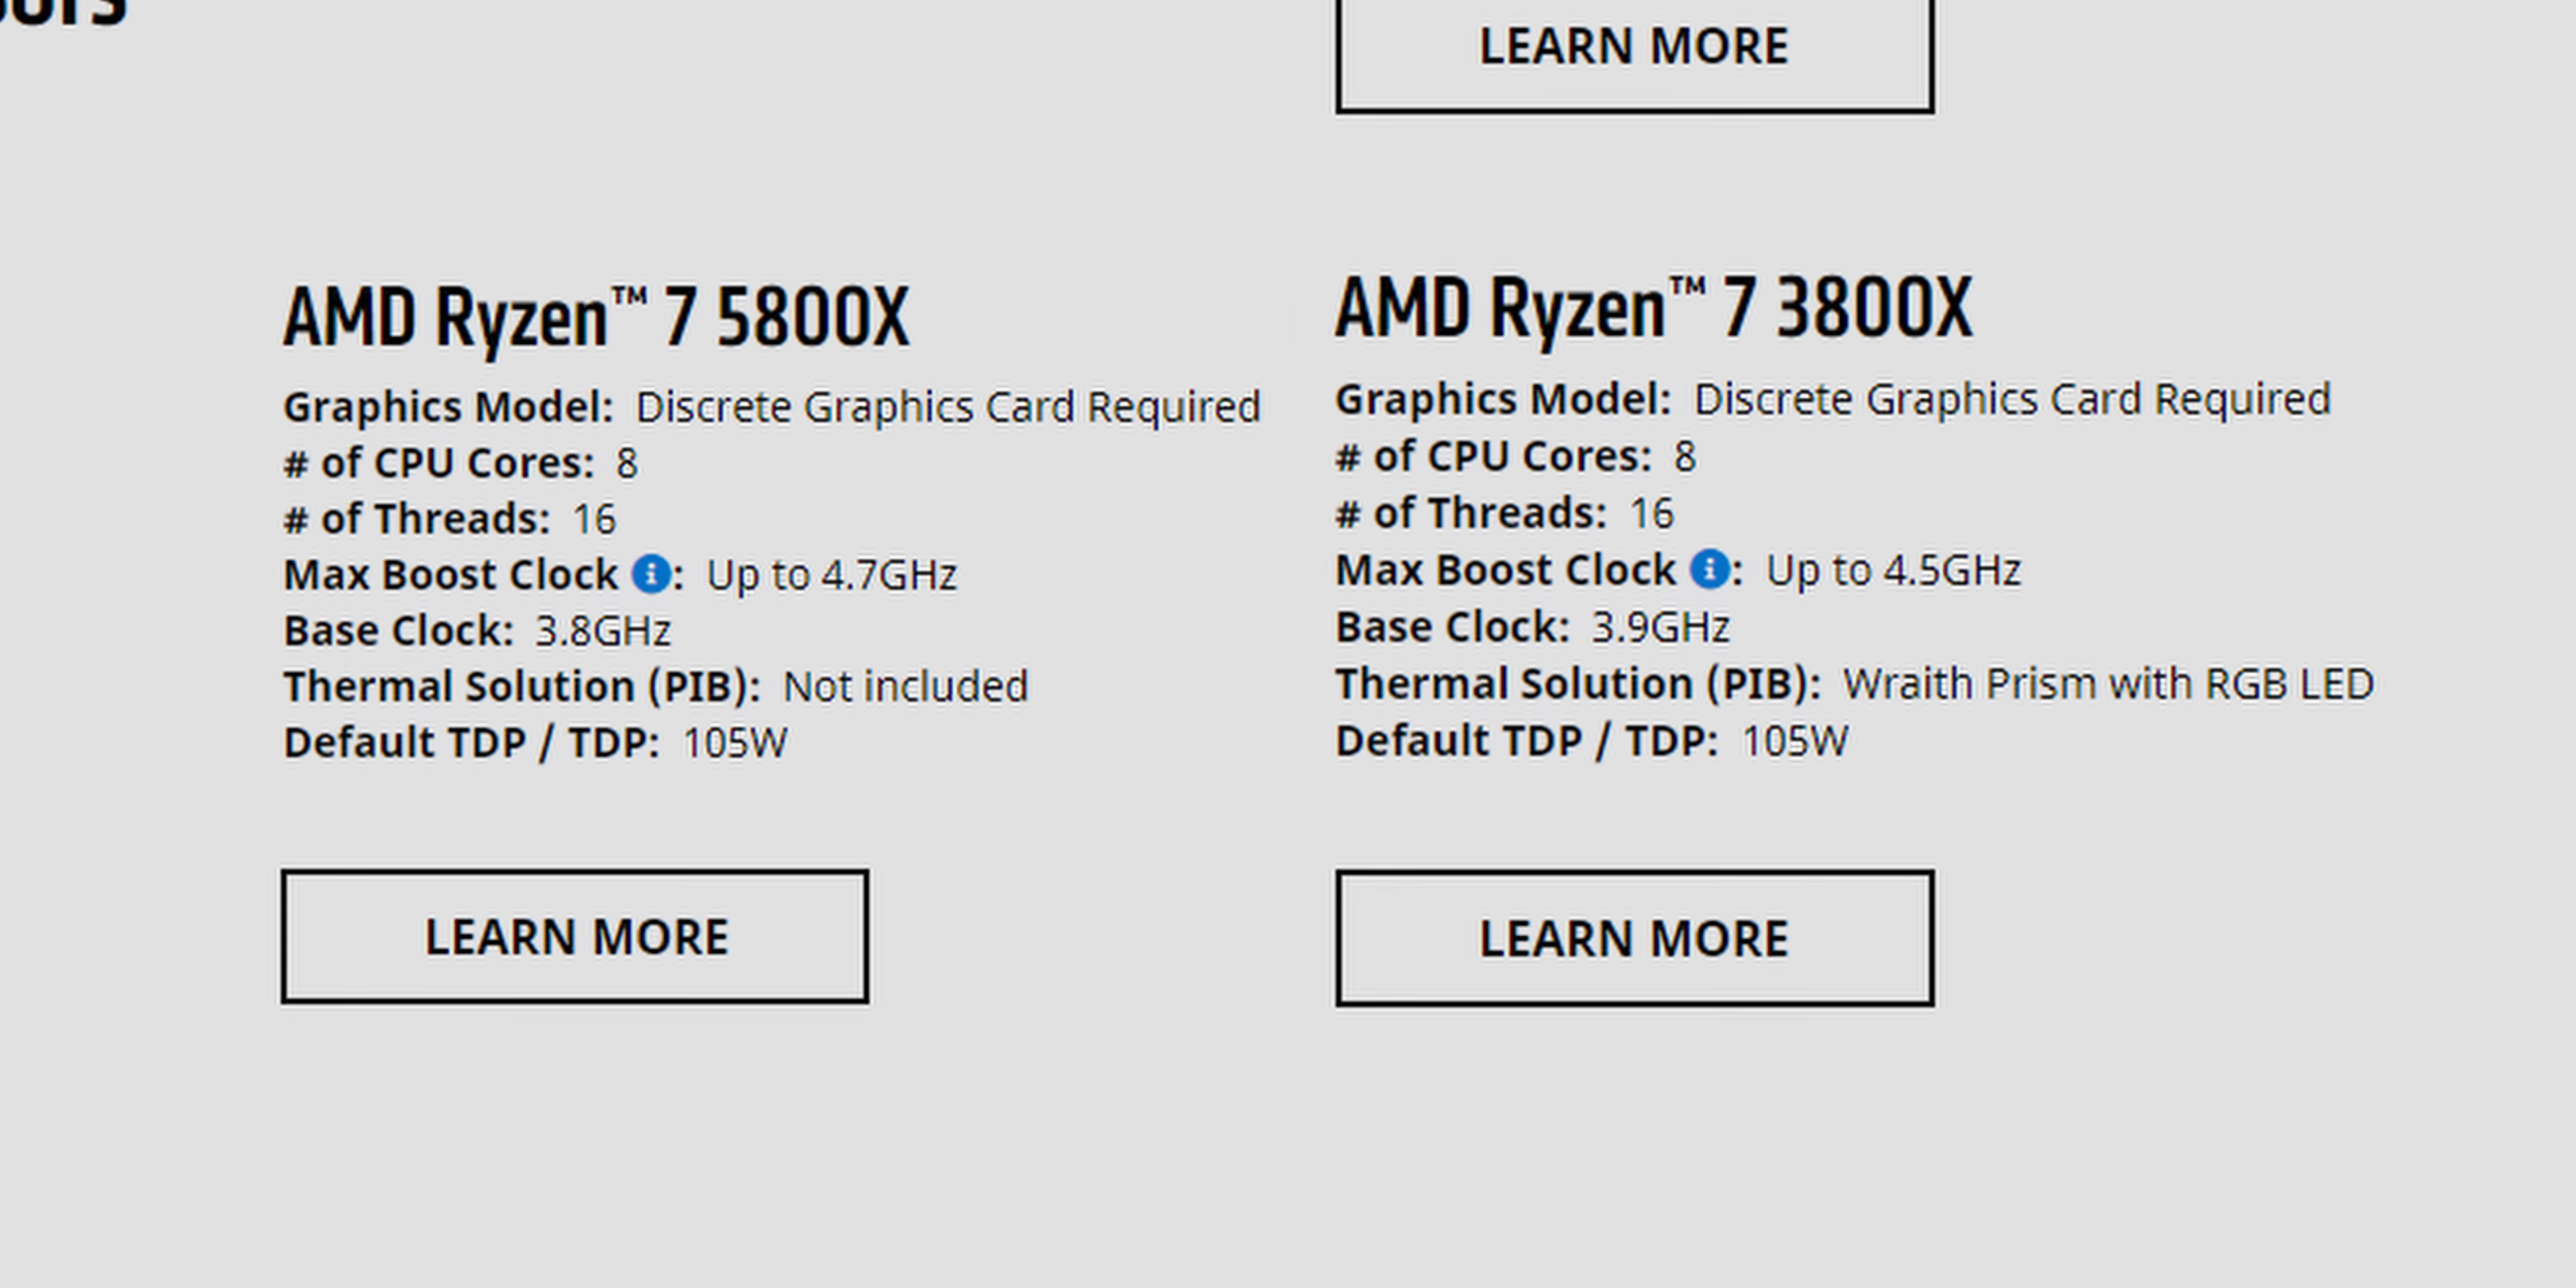 LEARN MORE
AMD Ryzen™ 7 5800X
Graphics Model: Discrete Graphics Card Required
# of CPU Cores: 8
# of Threads: 16
Max Boost Clock : Up to 4.7GHz
Base Clock: 3.8GHz
Thermal Solution (PIB): Not included
Default TDP / TDP: 105W
LEARN MORE
AMD Ryzen™ 7 3800X
Graphics Model: Discrete Graphics Card Required
# of CPU Cores: 8
# of Threads: 16
Max Boost Clock : Up to 4.5GHz
Base Clock: 3.9GHz
Thermal Solution (PIB): Wraith Prism with RGB LED
Default TDP / TDP: 105W
LEARN MORE